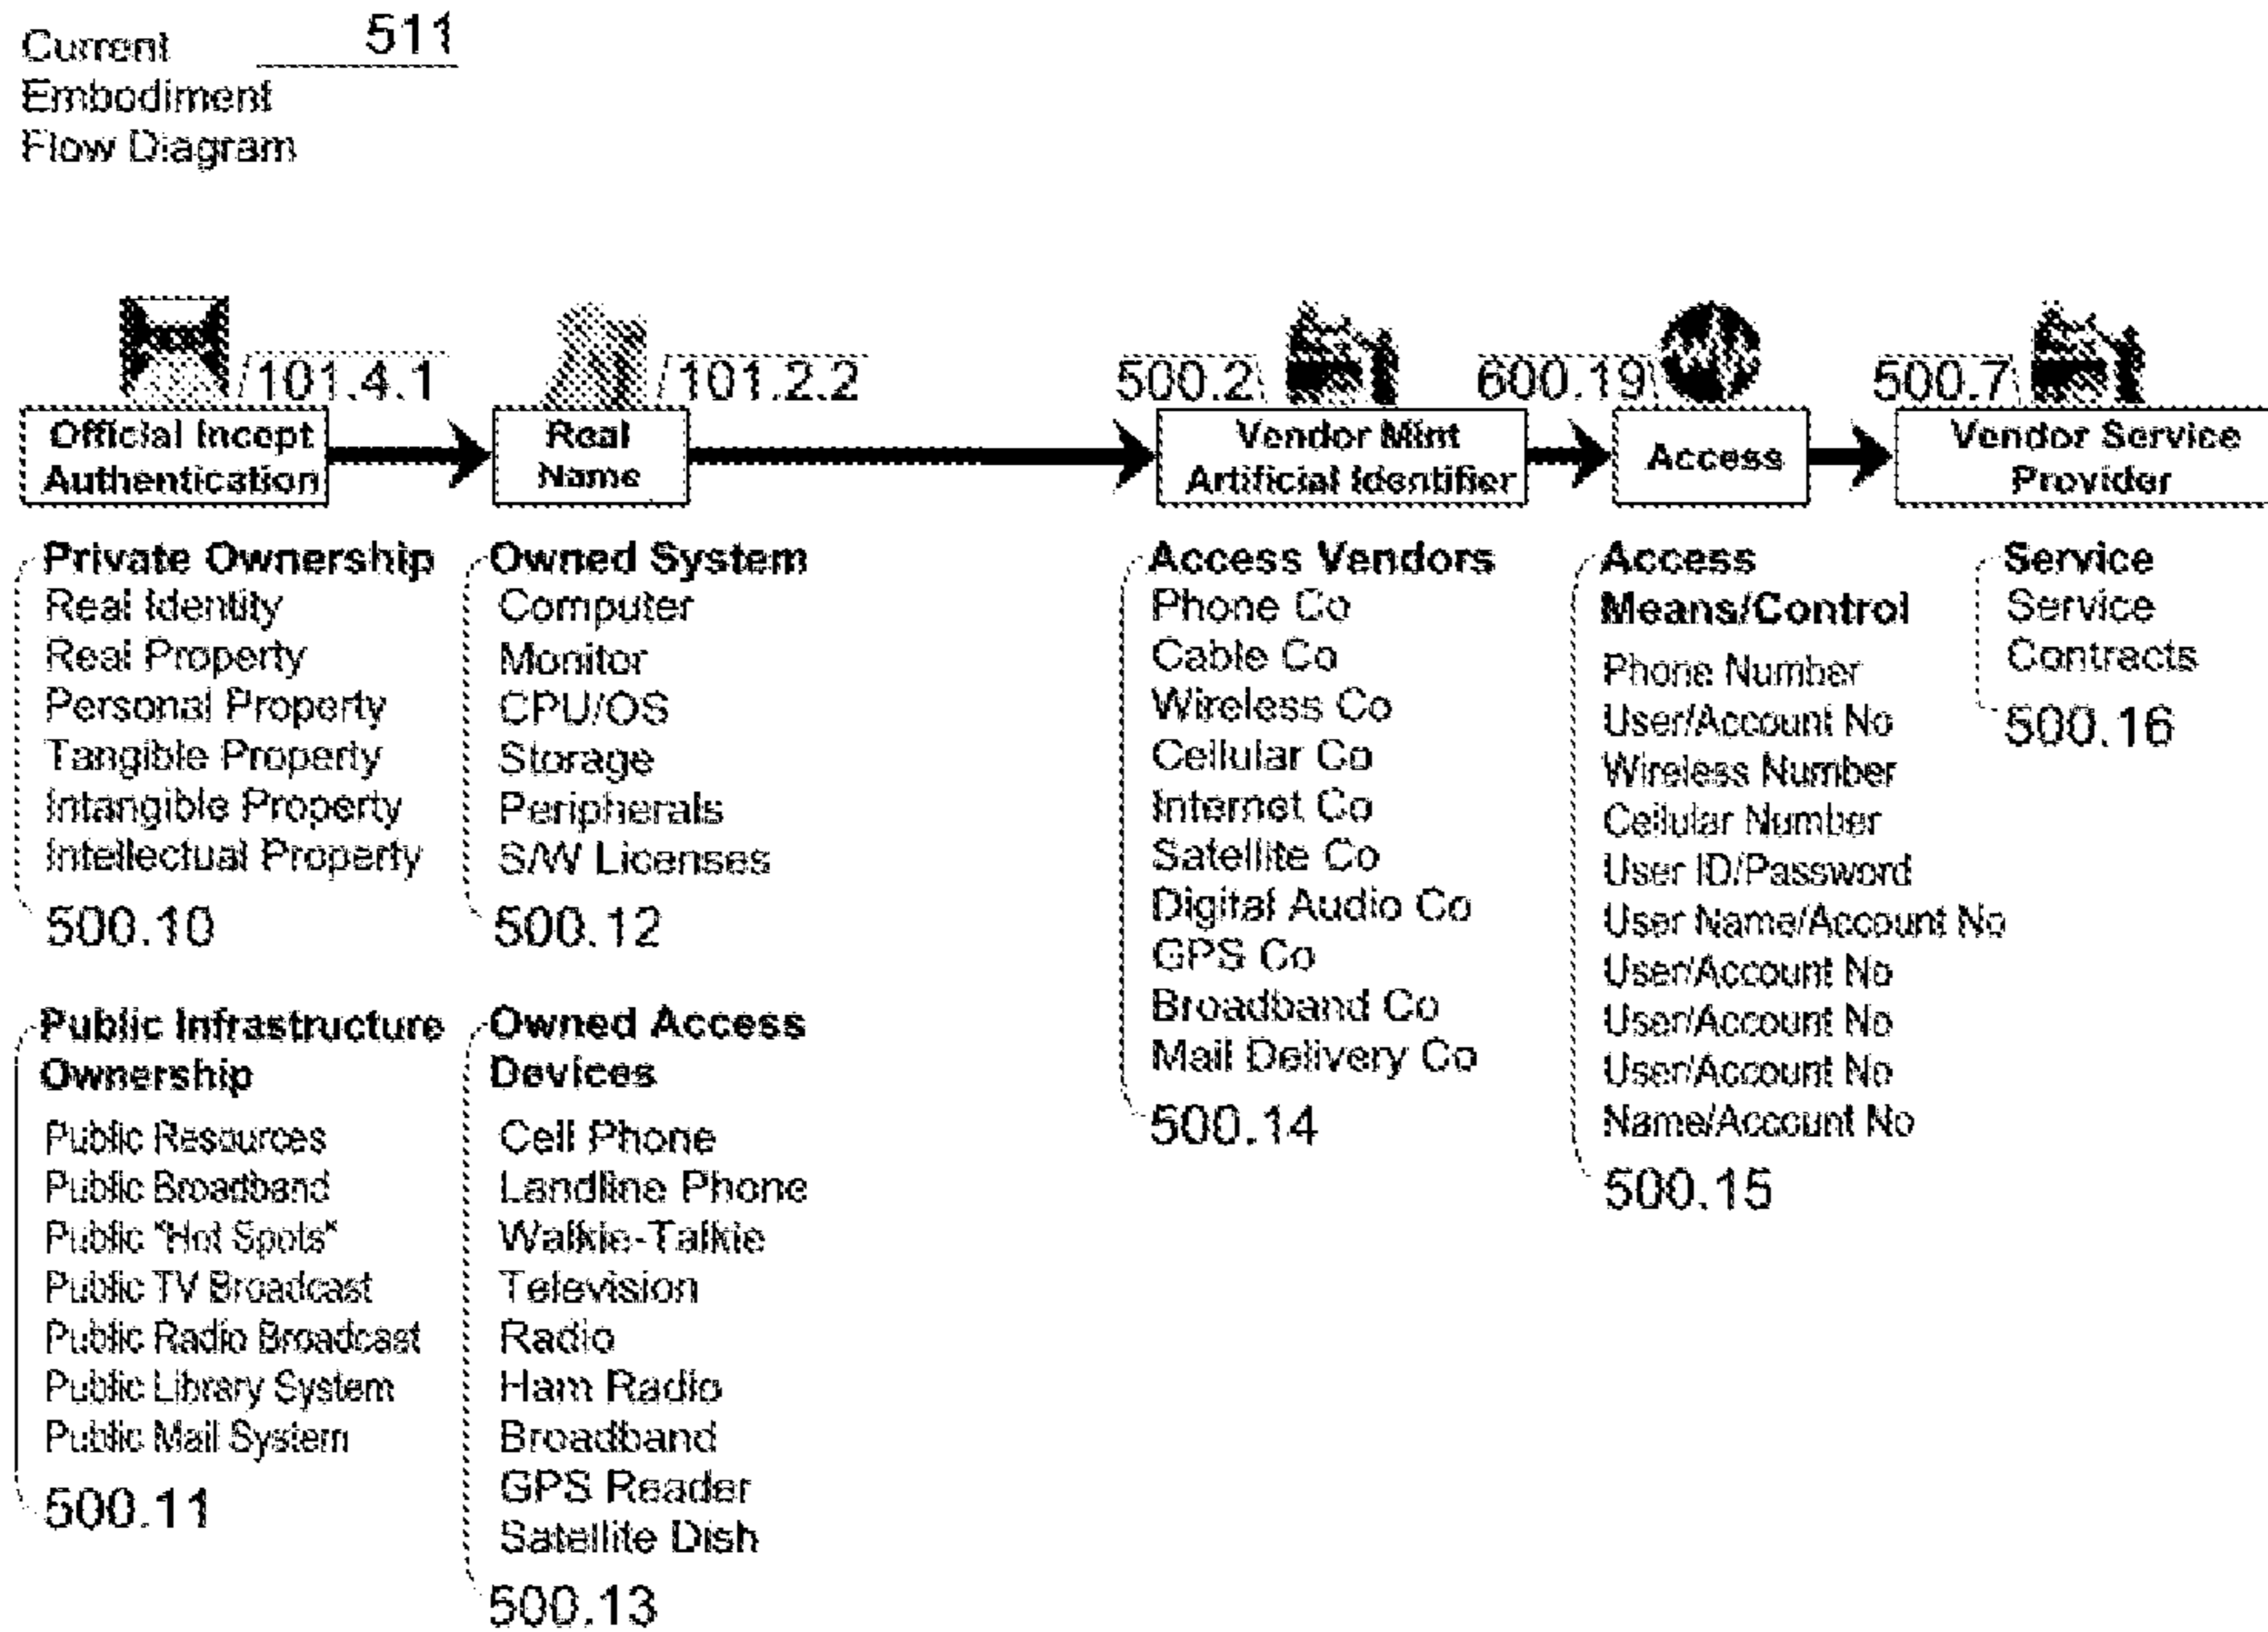 Current 511
Embodiment
Flow Diagram
101.4.1
101.2.2
500.2
600.19
500.7
Official Incept
Authentication
Real
Name
Vendor Mint
Artificial Identifier
Access
Vendor Service
Provider
Private Ownership
Real Identity
Real Property
Personal Property
Tangible Property
Intangible Property
Intellectual Property
500.10
Public Infrastructure
Ownership
Public Resources
Public Broadband
Public "Hot Spots"
Public TV Broadcast
Public Radio Broadcast
Public Library System
Public Mail System
500.11
Owned System
Computer
Monitor
CPU/OS
Storage
Peripherals
S/W Licenses
500.12
Owned Access
Devices
Cell Phone
Landline Phone
Walkie-Talkie
Television
Radio
Ham Radio
Broadband
GPS Reader
Satellite Dish
500.13
Access Vendors
Phone Co
Cable Co
Wireless Co
Cellular Co
Internet Co
Satellite Co
Digital Audio Co
GPS Co
Broadband Co
Mail Delivery Co
500.14
Access
Means/Control
Phone Number
User/Account No
Wireless Number
Cellular Number
User ID/Password
User Name/Account No
User/Account No
User/Account No
User/Account No
Name/Account No
500.15
Service
Service
Contracts
500.16